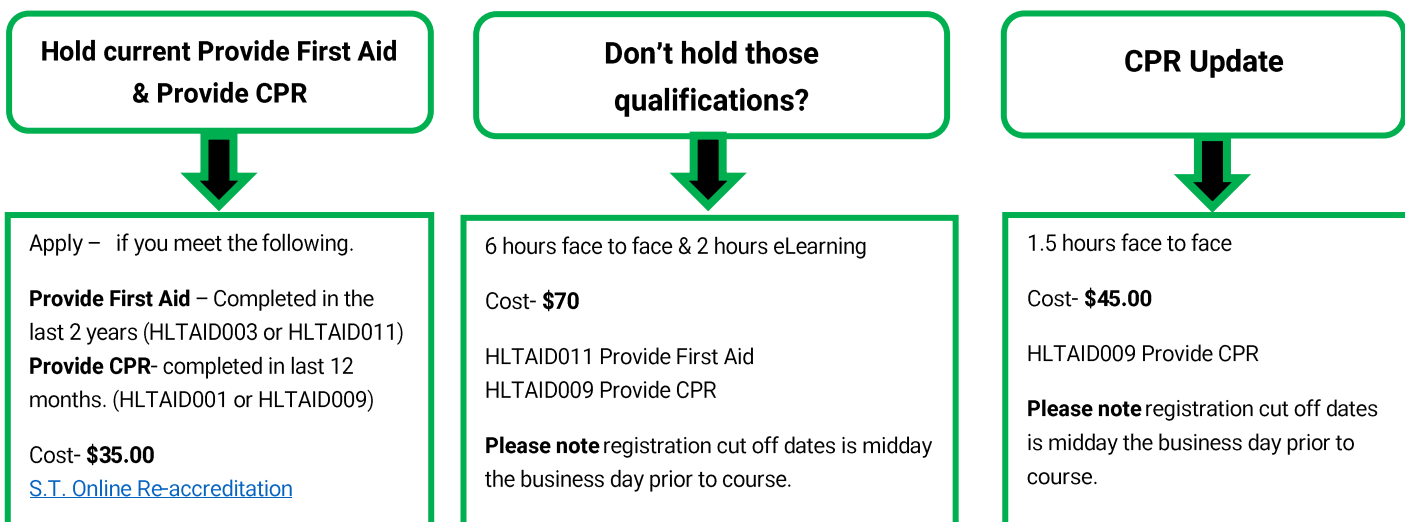 Hold current Provide First Aid
& Provide CPR
Apply – if you meet the following.
Provide First Aid – Completed in the
last 2 years (HLTAID003 or HLTAID011)
Provide CPR- completed in last 12
months. (HLTAID001 or HLTAID009)
Cost- $35.00
S.T. Online Re-accreditation
Don’t hold those
qualifications?
6 hours face to face & 2 hours eLearning
Cost- $70
HLTAID011 Provide First Aid
HLTAID009 Provide CPR
Please note registration cut off dates is midday
the business day prior to course.
CPR Update
1.5 hours face to face
Cost- $45.00
HLTAID009 Provide CPR
Please note registration cut off dates
is midday the business day prior to
course.